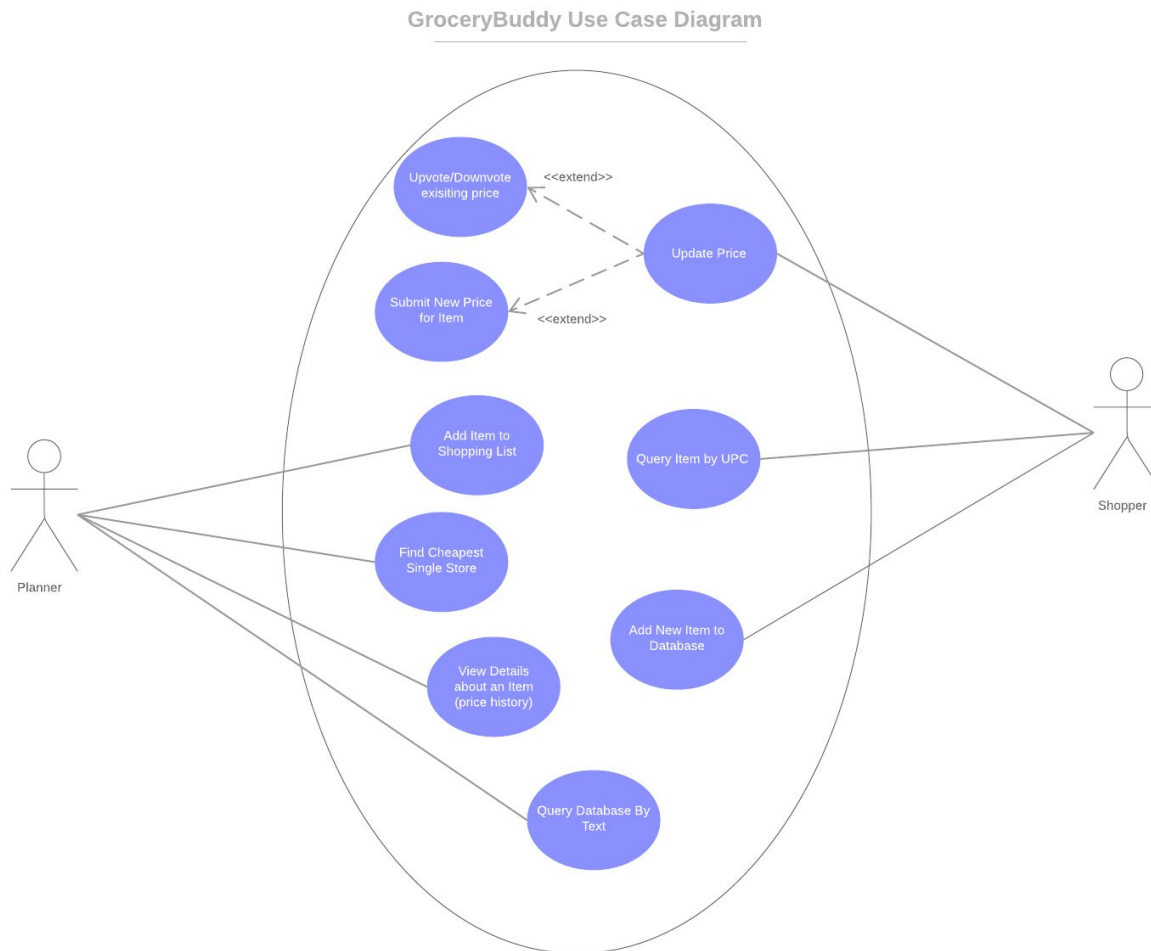 GroceryBuddy Use Case Diagram
Upvote/Downvote
exisiting price
<<extend>>
Update Price
Submit New Price
for Item
<<extend>>
Add Item to
Shopping List
Query Item by UPC
Shopper
Find Cheapest
Single Store
Planner
Add New Item to
Database
View Details
about an Item
(price history)
Query Database By
Text